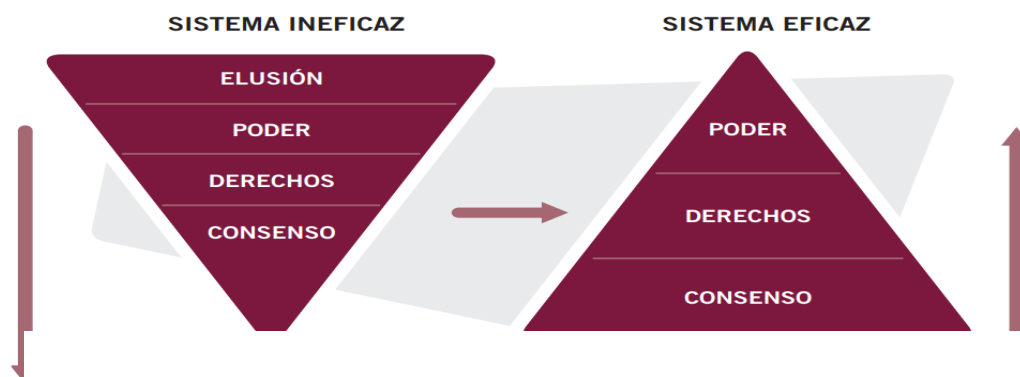 SISTEMA INEFICAZ
ELUSIÓN
PODER
DERECHOS
CONSENSO
SISTEMA EFICAZ
PODER
DERECHOS
CONSENSO